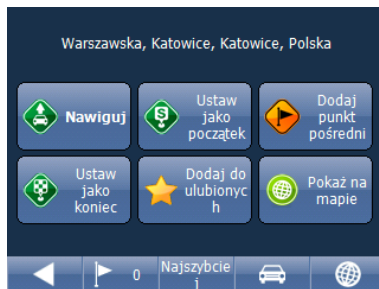 Warszawska, Katowice, Katowice, Polska
Nawiguj
Ustaw
jako
początek
Dodaj
punkt
pośredni
Ustaw
jako
koniec
Dodaj do
ulubionyc
h
Pokaż na
mapie
0
Najszybcie
j